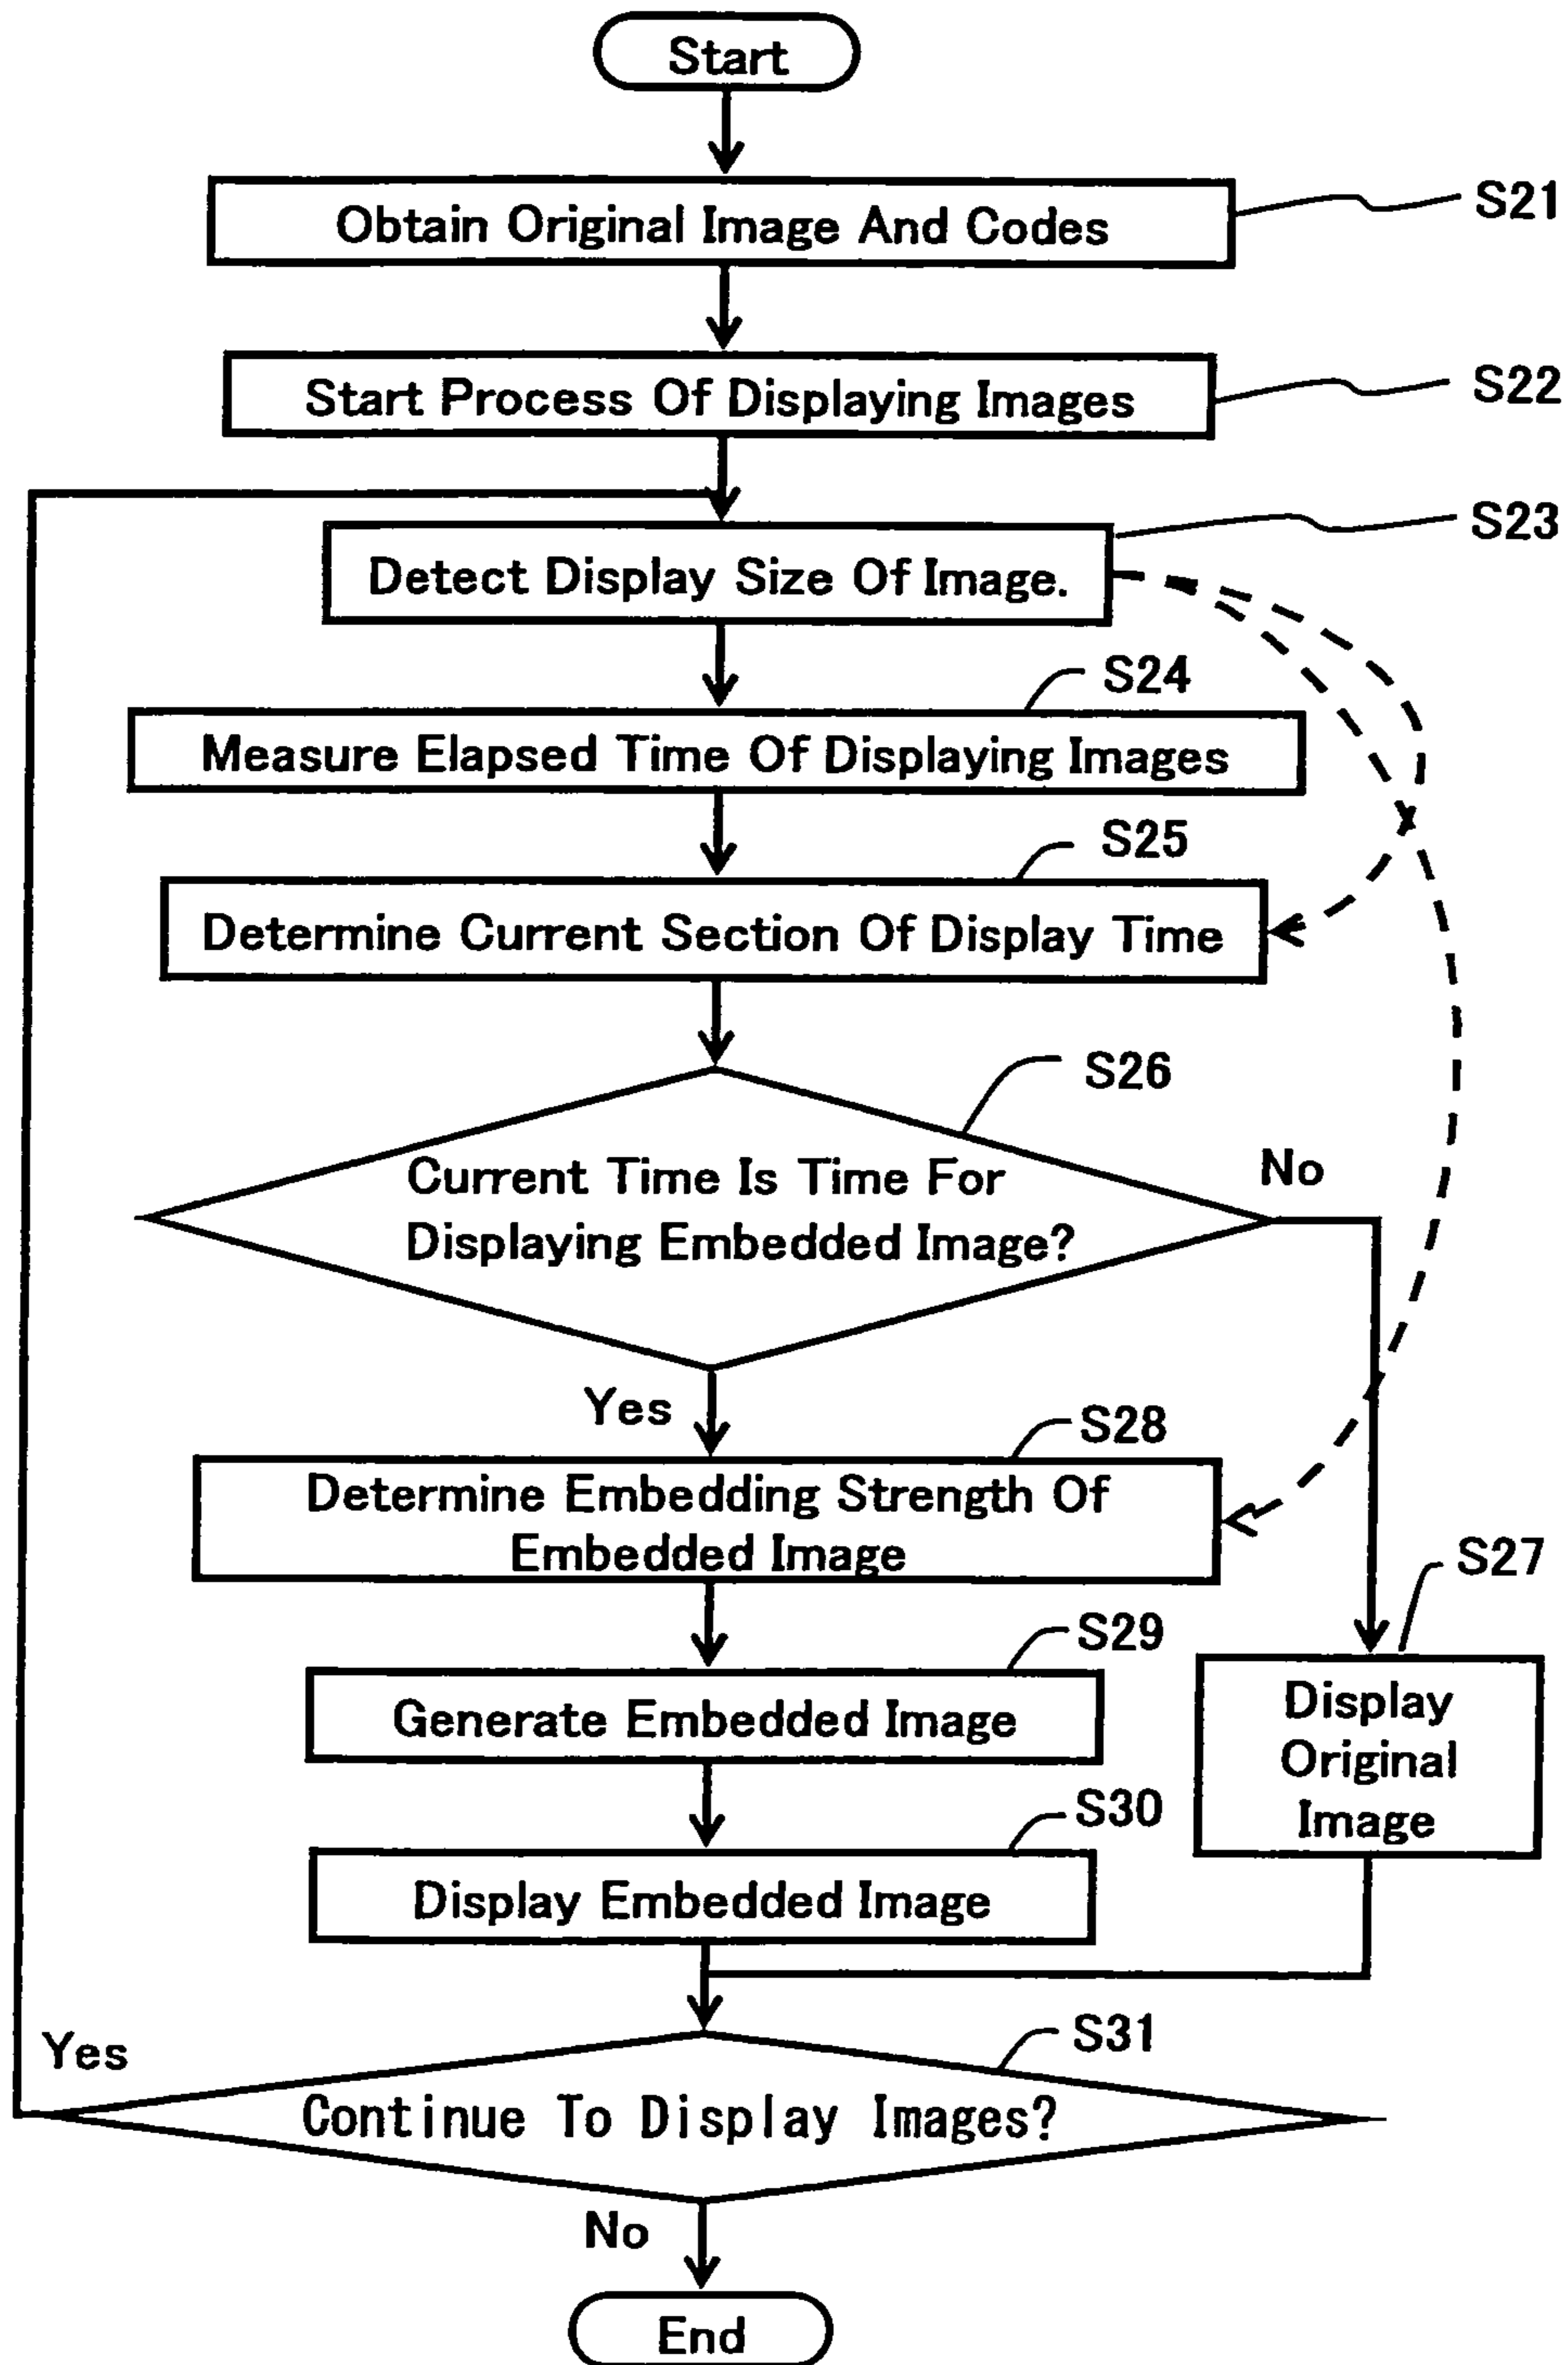 Start
Obtain Original Image And Codes
S21
Start Process Of Displaying Images
S22
Detect Display Size Of Image.
S23
S24
Measure Elapsed Time Of Displaying Images
S25
Determine Current Section Of Display Time
S26
Current Time Is Time For
Displaying Embedded Image?
No
Yes
S28
Determine Embedding Strength Of
Embedded Image
S27
S29
Generate Embedded Image
Display
Original
Image
S30
Display Embedded Image
S31
Yes
Continue To Display Images?
No
End